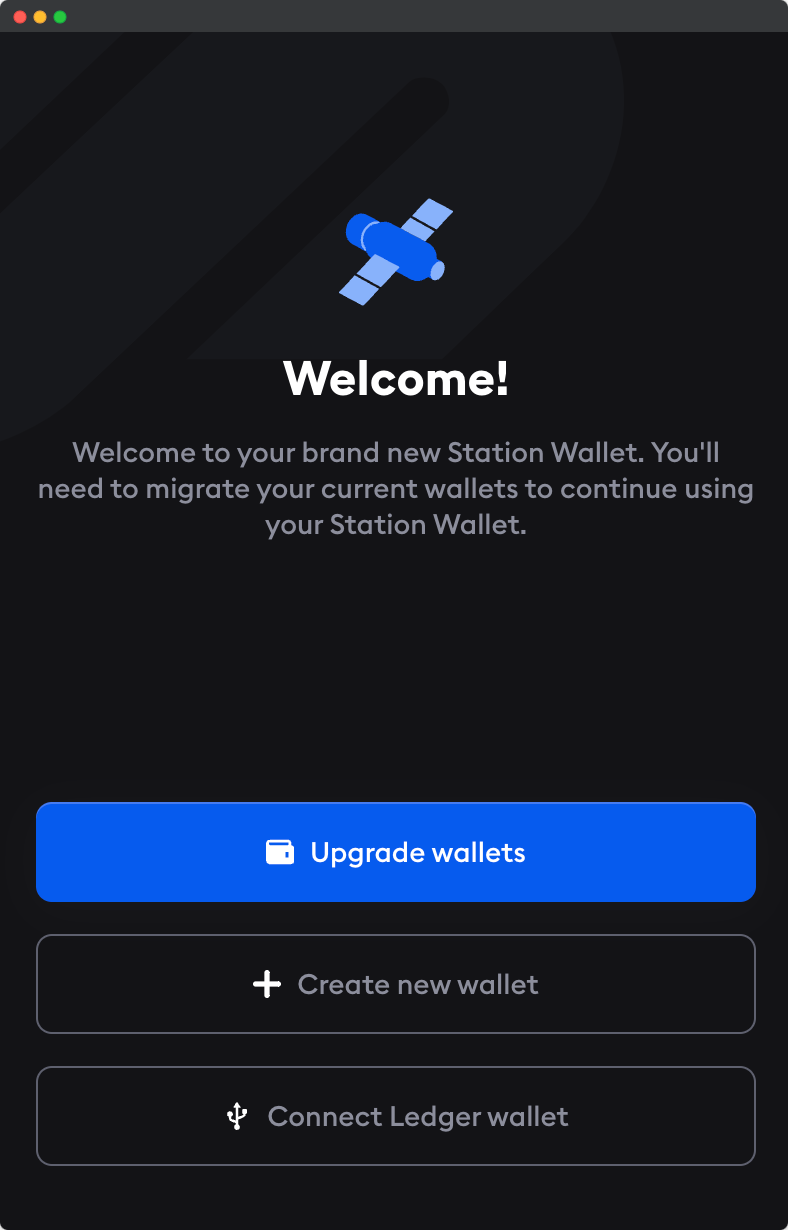 Welcome!
Welcome to your brand new Station Wallet. You'll
need to migrate your current wallets to continue using
your Station Wallet.
Upgrade wallets
Create new wallet
Connect Ledger wallet